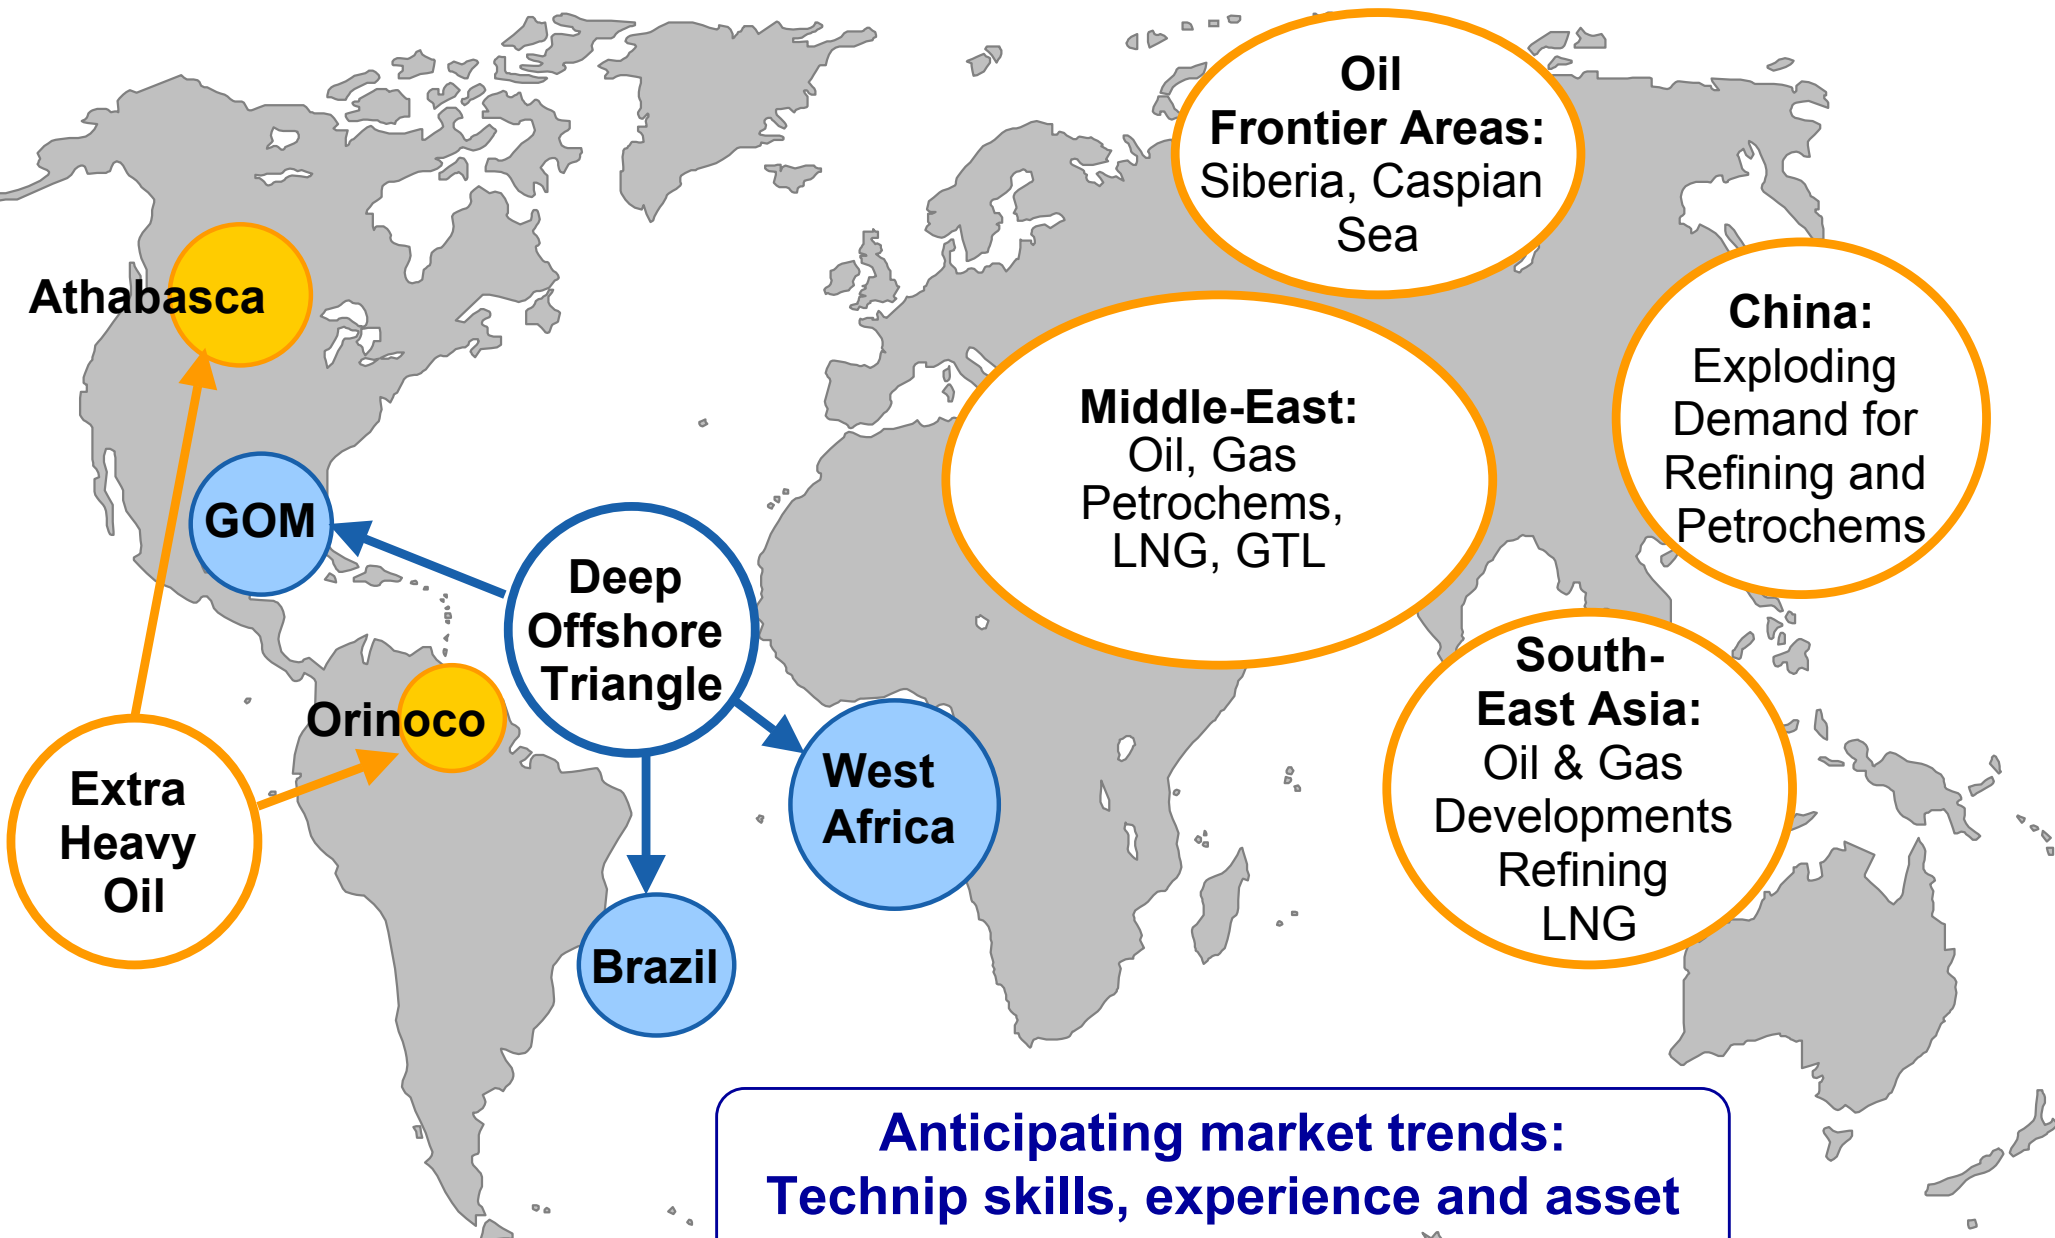 Oil
Frontier Areas:
Siberia, Caspian
Sea
Athabasca
China:
Exploding
Demand for
Refining and
Petrochems
Middle-East:
Oil, Gas
Petrochems,
LNG, GTL
GOM
Deep
Offshore
Triangle
Orinoco
South-
East Asia:
Oil & Gas
Developments
Refining
LNG
West
Africa
Extra
Heavy
Oil
Brazil
Anticipating market trends:
Technip skills, experience and asset